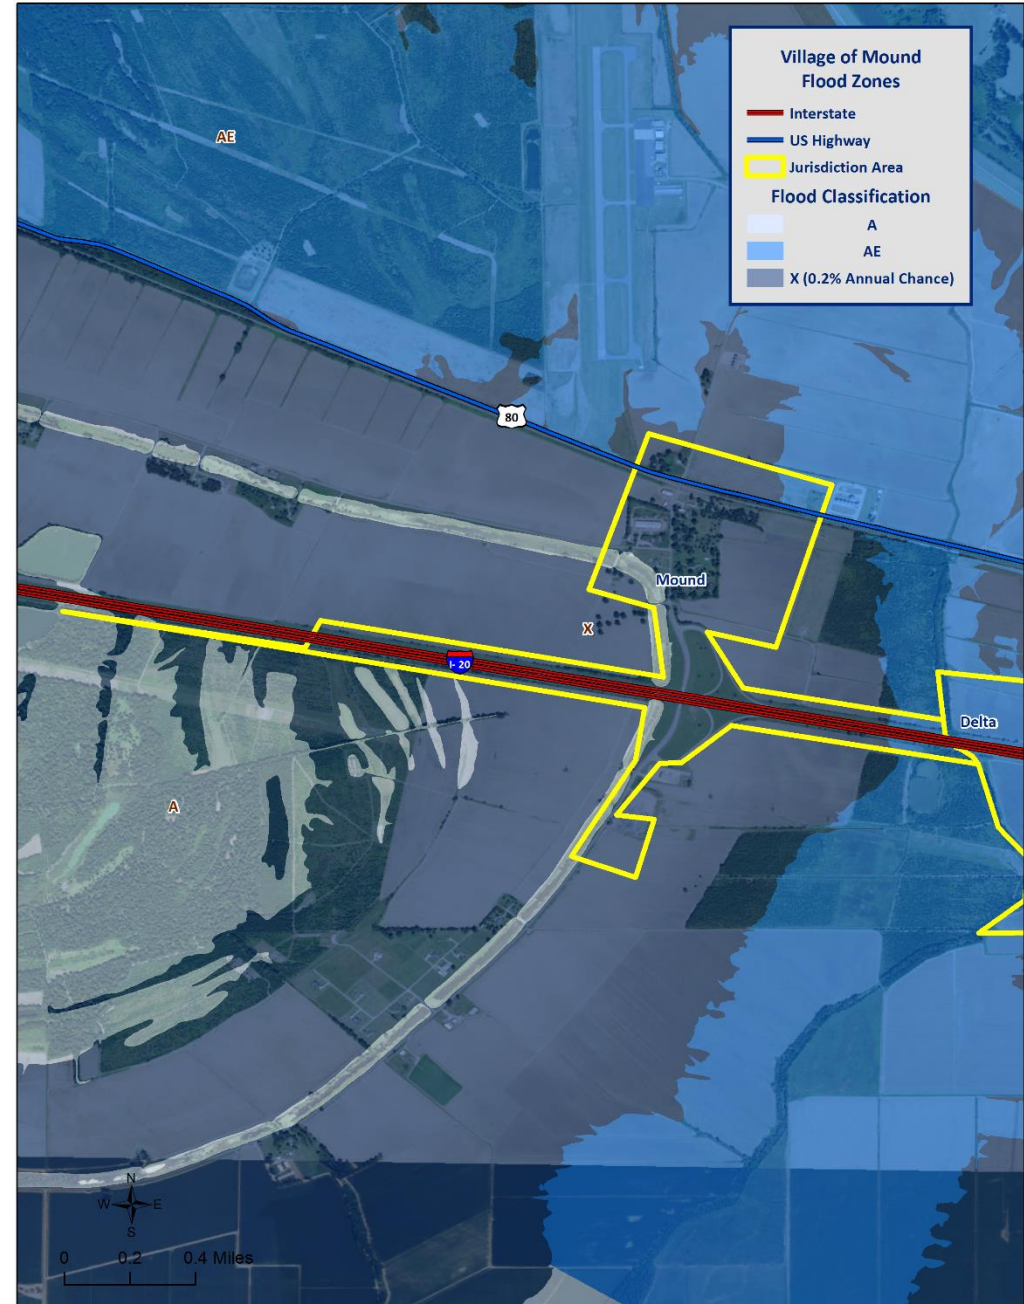 Village of Mound
Flood Zones
Interstate
US Highway
Jurisdiction Area
Flood Classification
A
AE
X (0.2% Annual Chance)
AE
80
Mound
X
I- 20
Delta
A
N
W E
S
0 0.2 0.4 Miles